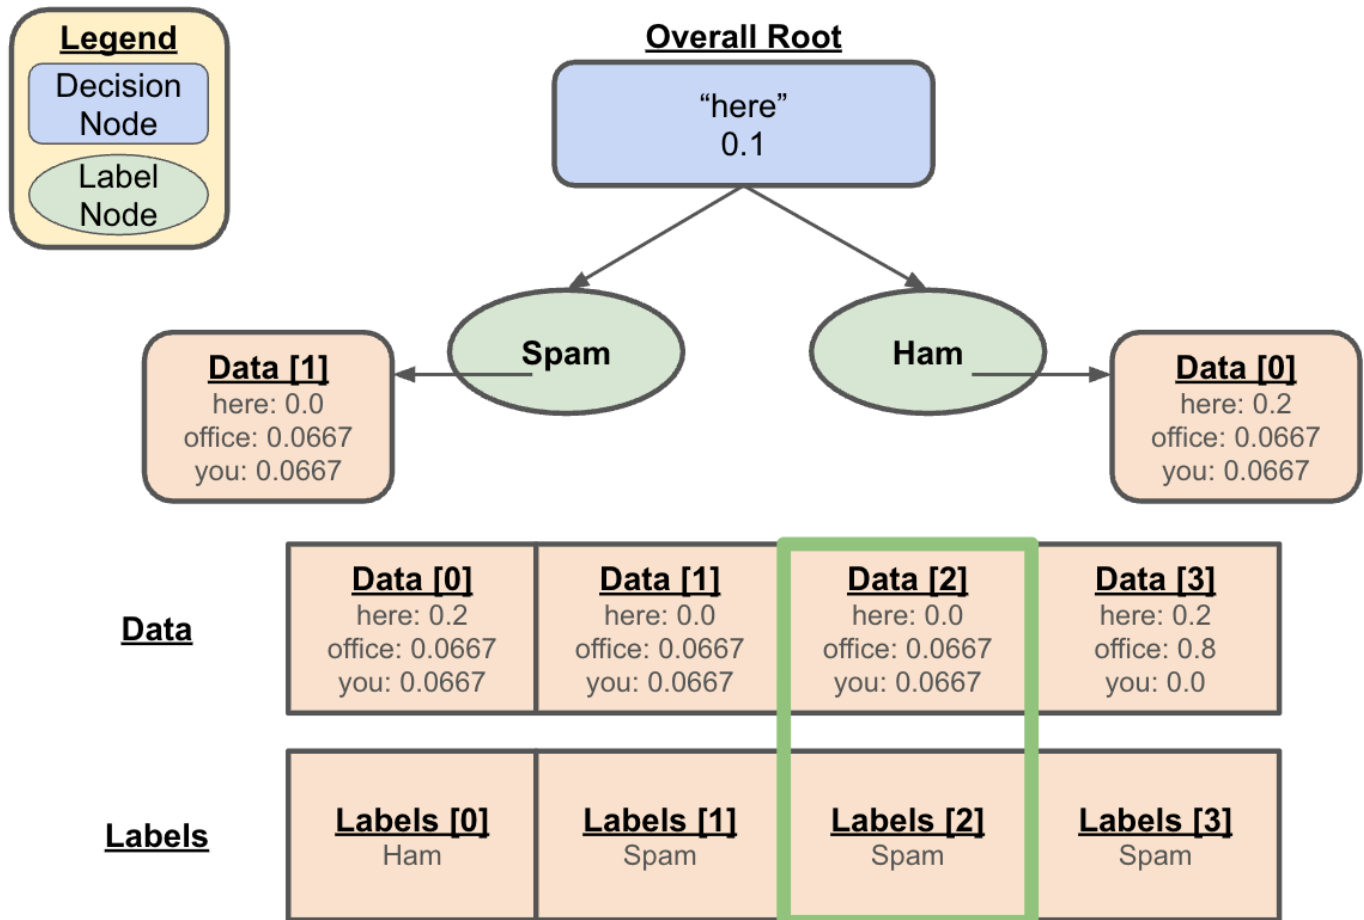 Legend
Decision
Node
Label
Node
Overall Root
“here”
0.1
Spam
Ham
Data [1]
here: 0.0
office: 0.0667
you: 0.0667
Data [0]
here: 0.2
office: 0.0667
you: 0.0667
Data
Data [0]
here: 0.2
office: 0.0667
you: 0.0667
Data [1]
here: 0.0
office: 0.0667
you: 0.0667
Data [2]
here: 0.0
office: 0.0667
you: 0.0667
Data [3]
here: 0.2
office: 0.8
you: 0.0
Labels
Labels [0]
Ham
Labels [1]
Spam
Labels [2]
Spam
Labels [3]
Spam